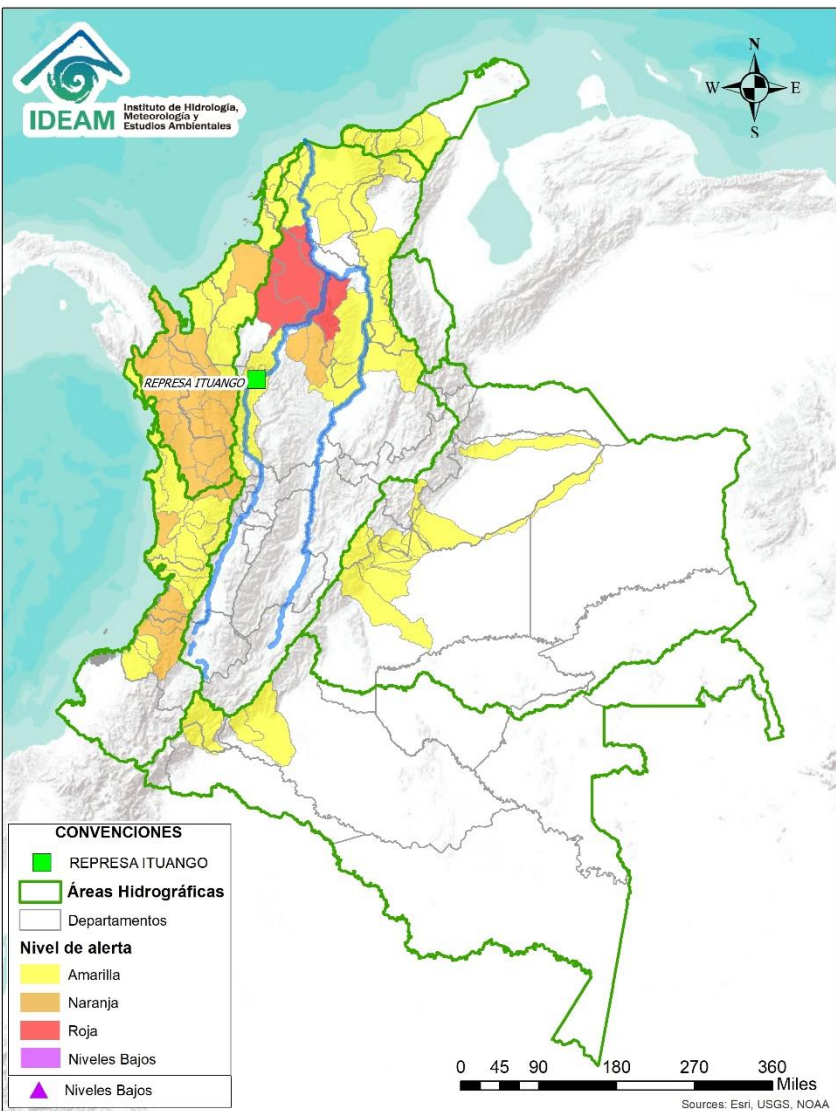 IDEAM
Instituto de Hidrología,
Meteorología y
Estudios Ambientales
N
W
E
S
REPRESA ITUANGO
CONVENCIONES
REPRESA ITUANGO
Áreas Hidrográficas
Departamentos
Nivel de alerta
Amarilla
Naranja
Roja
Niveles Bajos
Niveles Bajos
0 45 90 180 270 360
Miles
Sources: Esri, USGS, NOAA